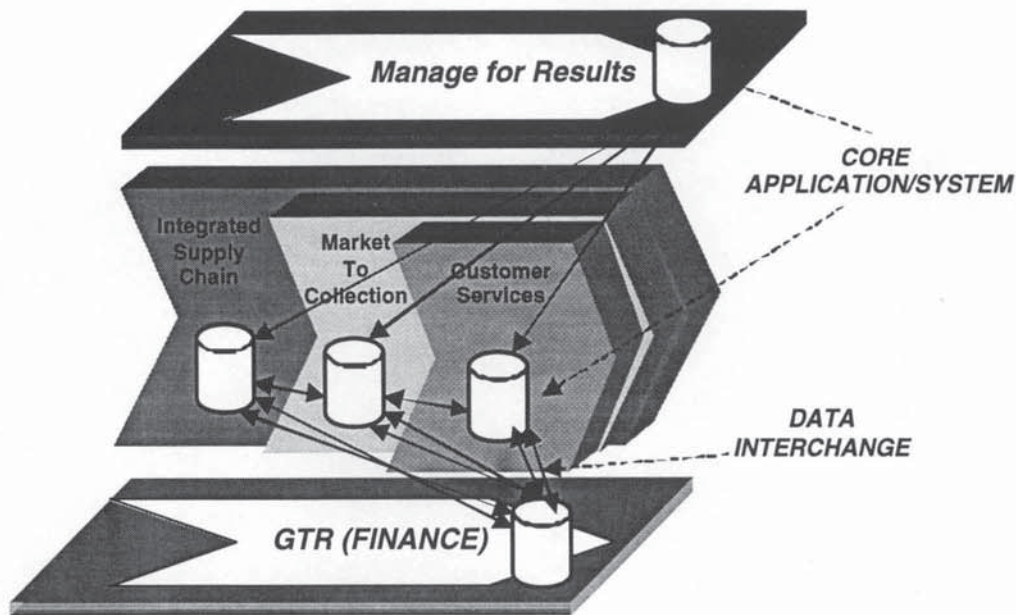 Manage for Results
CORE
APPLICATION/SYSTEM
Integrated
Supply
Chain
Market
To
Collection
Customer
Services
DATA
INTERCHANGE
GTR (FINANCE)